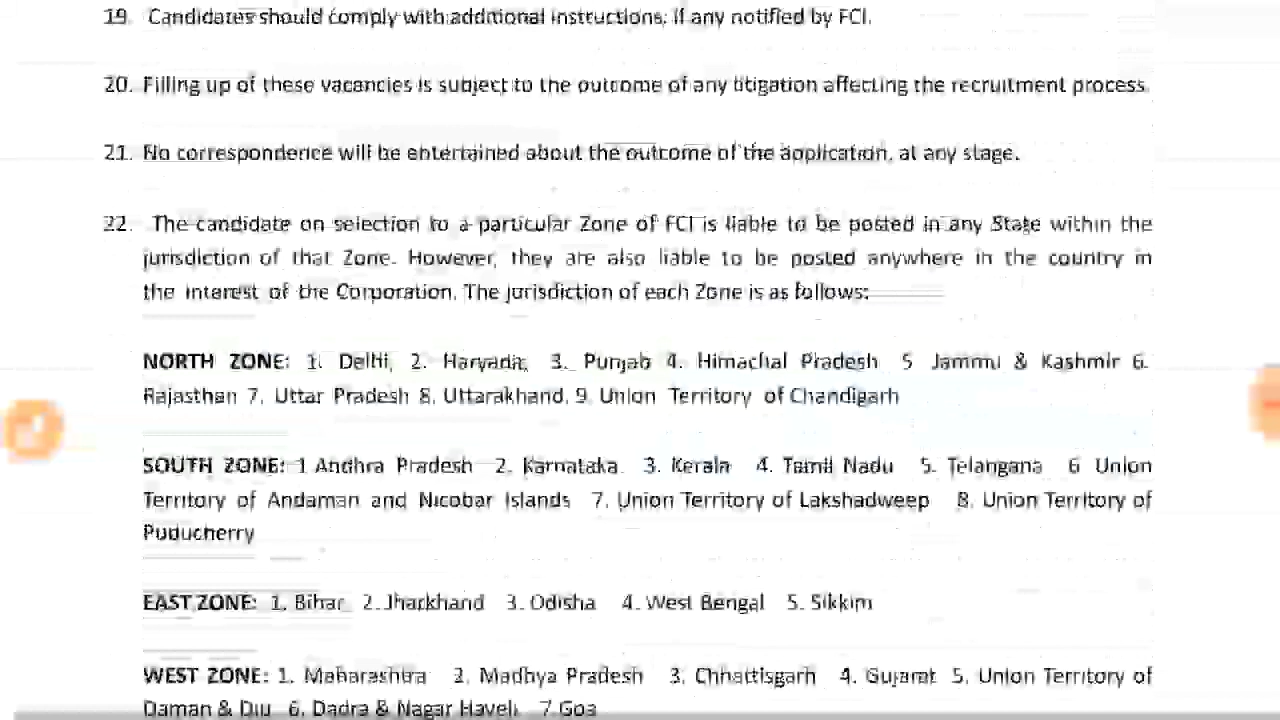 19. Candidates should comply with additional instructions, if any notified by FCI.
20. Filling up of these vacancies is subject to the outcome of any litigation affecting the recruitment process.
21. No correspondence will be entertained about the outcome of the application, at any stage.
22. The candidate on selection to a particular Zone of FCI is liable to be posted in any State within the
jurisdiction of that Zone. However, they are also liable to be posted anywhere in the country in
the interest of the Corporation. The jurisdiction of each Zone is as follows:
NORTH ZONE: 1. Delhi, 2. Haryana, 3. Punjab 4. Himachal Pradesh 5 Jammu & Kashmir 6.
Rajasthan 7. Uttar Pradesh 8. Uttarakhand. 9. Union Territory of Chandigarh
SOUTH ZONE: 1 Andhra Pradesh 2. Karnataka 3. Kerala 4. Tamil Nadu 5. Telangana 6 Union
Territory of Andaman and Nicobar Islands 7. Union Territory of Lakshadweep 8. Union Territory of
Puducherry
EAST ZONE: 1. Bihar 2. Jharkhand 3. Odisha 4. West Bengal 5. Sikkim
WEST ZONE: 1. Maharashtra 2. Madhya Pradesh 3. Chhattisgarh 4. Gujarat 5. Union Territory of
Daman & Diu 6. Dadra & Nagar Haveli 7. Goa